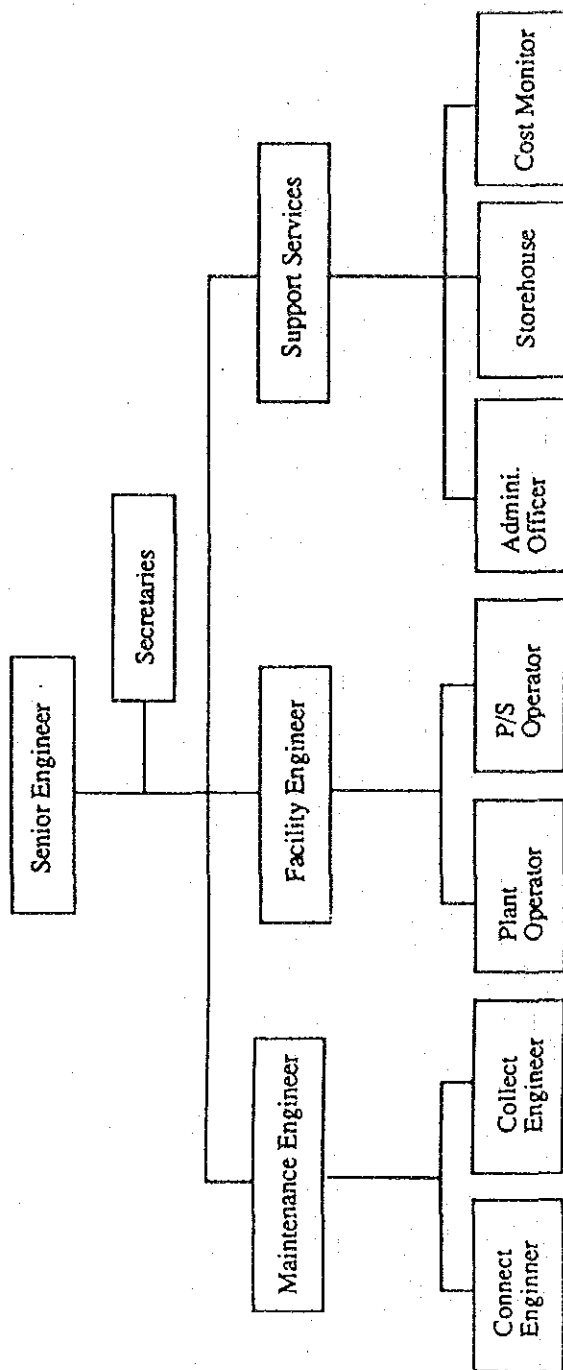 Senior Engineer
Secretaries
Maintenance Engineer
Facility Engineer
Support Services
Connect
Enginner
Collect
Engineer
Plant
Operator
P/S
Operator
Admini.
Officer
Storehouse
Cost Monitor